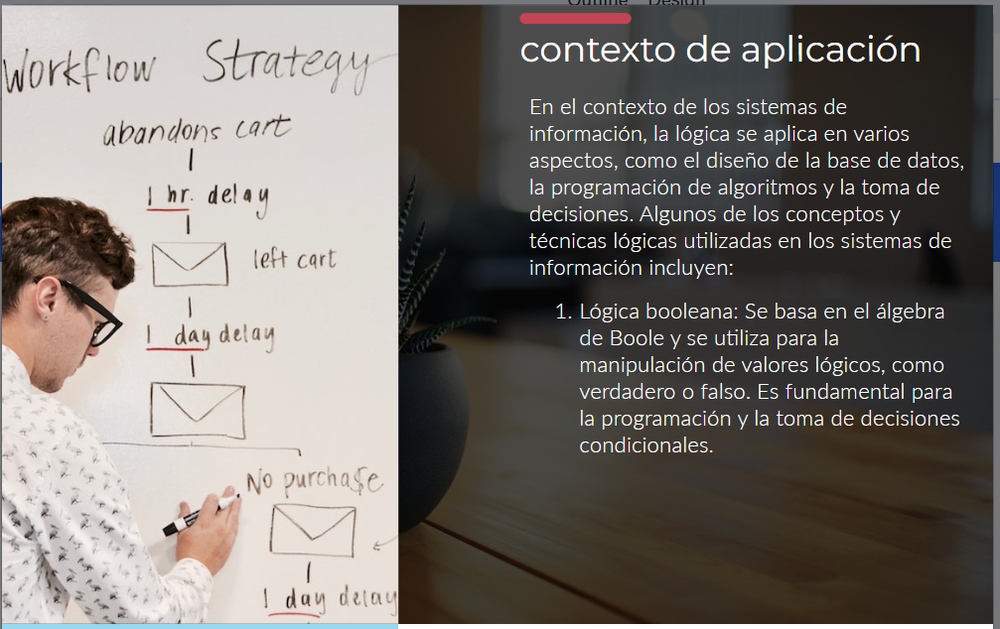 Outline Design
Workflow Strategy
abandons cart
1 hr. delay
left cart
1 day delay
No purchase
1 day delay
contexto de aplicación
En el contexto de los sistemas de
información, la lógica se aplica en varios
aspectos, como el diseño de la base de datos,
la programación de algoritmos y la toma de
decisiones. Algunos de los conceptos y
técnicas lógicas utilizadas en los sistemas de
información incluyen:
1. Lógica booleana: Se basa en el álgebra
de Boole y se utiliza para la
manipulación de valores lógicos, como
verdadero o falso. Es fundamental para
la programación y la toma de decisiones
condicionales.